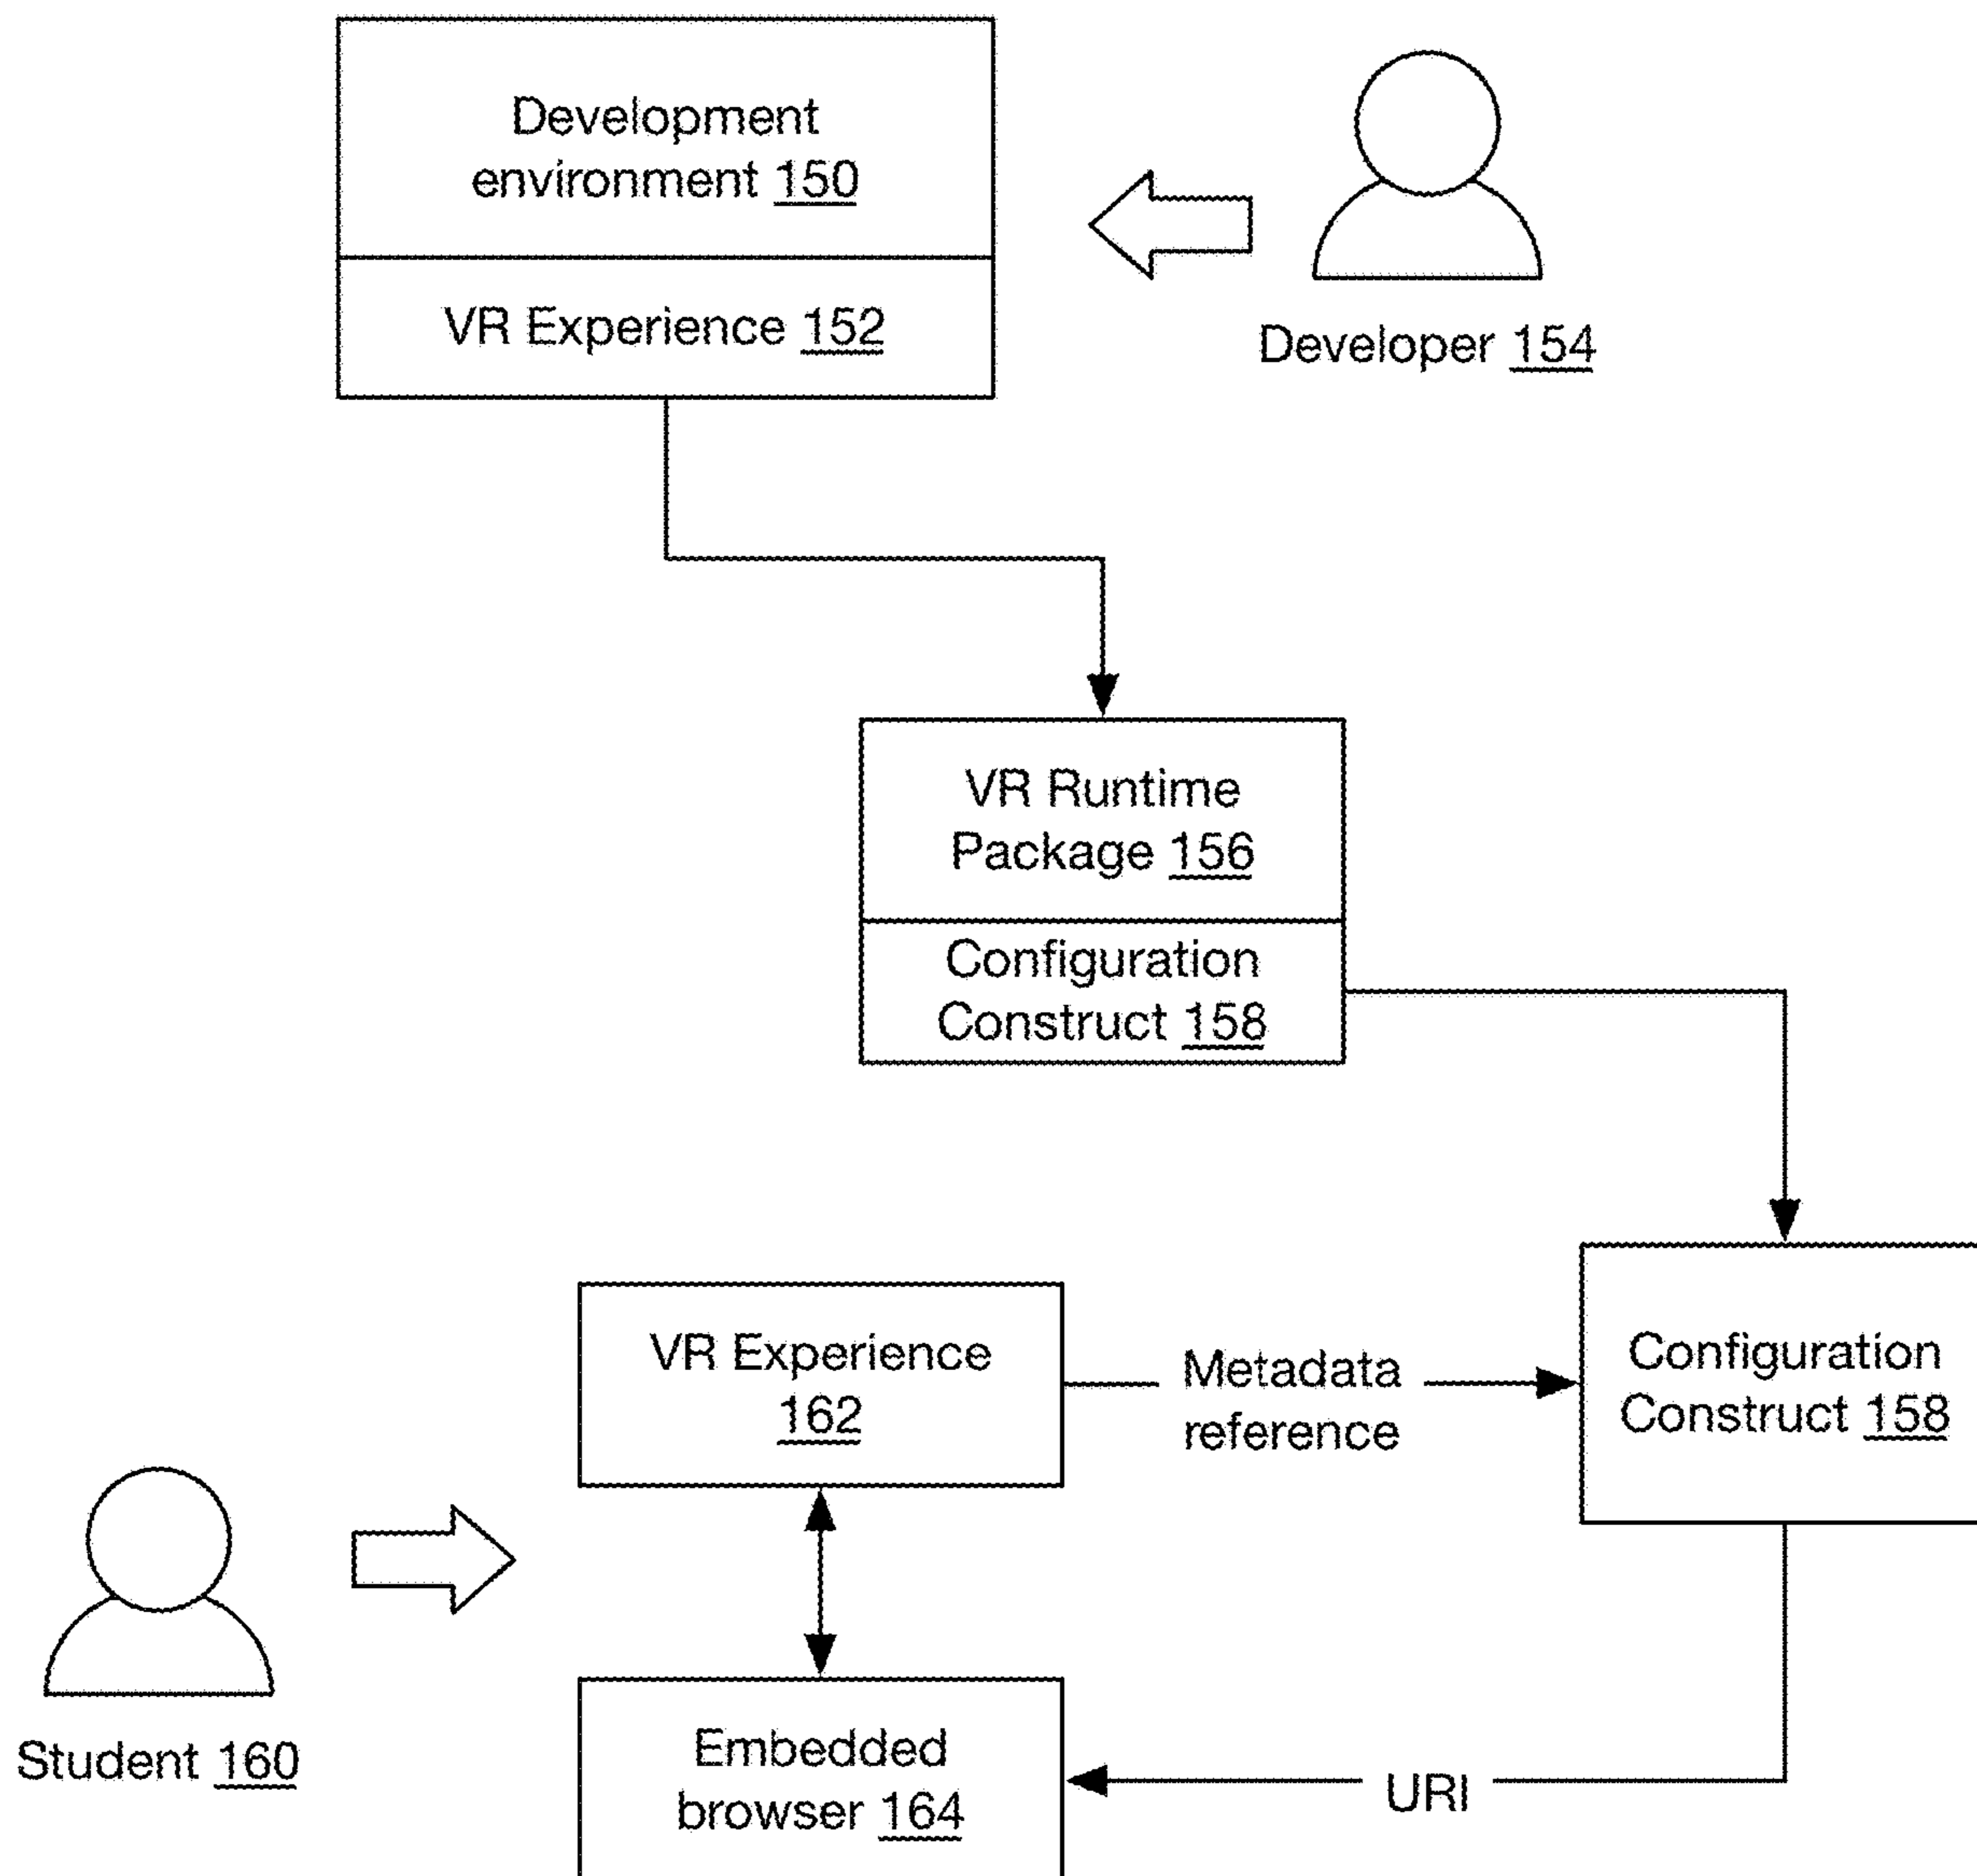 Development
environment 150
VR Experience 152
Developer 154
VR Runtime
Package 156
Configuration
Construct 158
VR Experience
162
Metadata
reference
Configuration
Construct 158
Student 160
Embedded
browser 164
URI